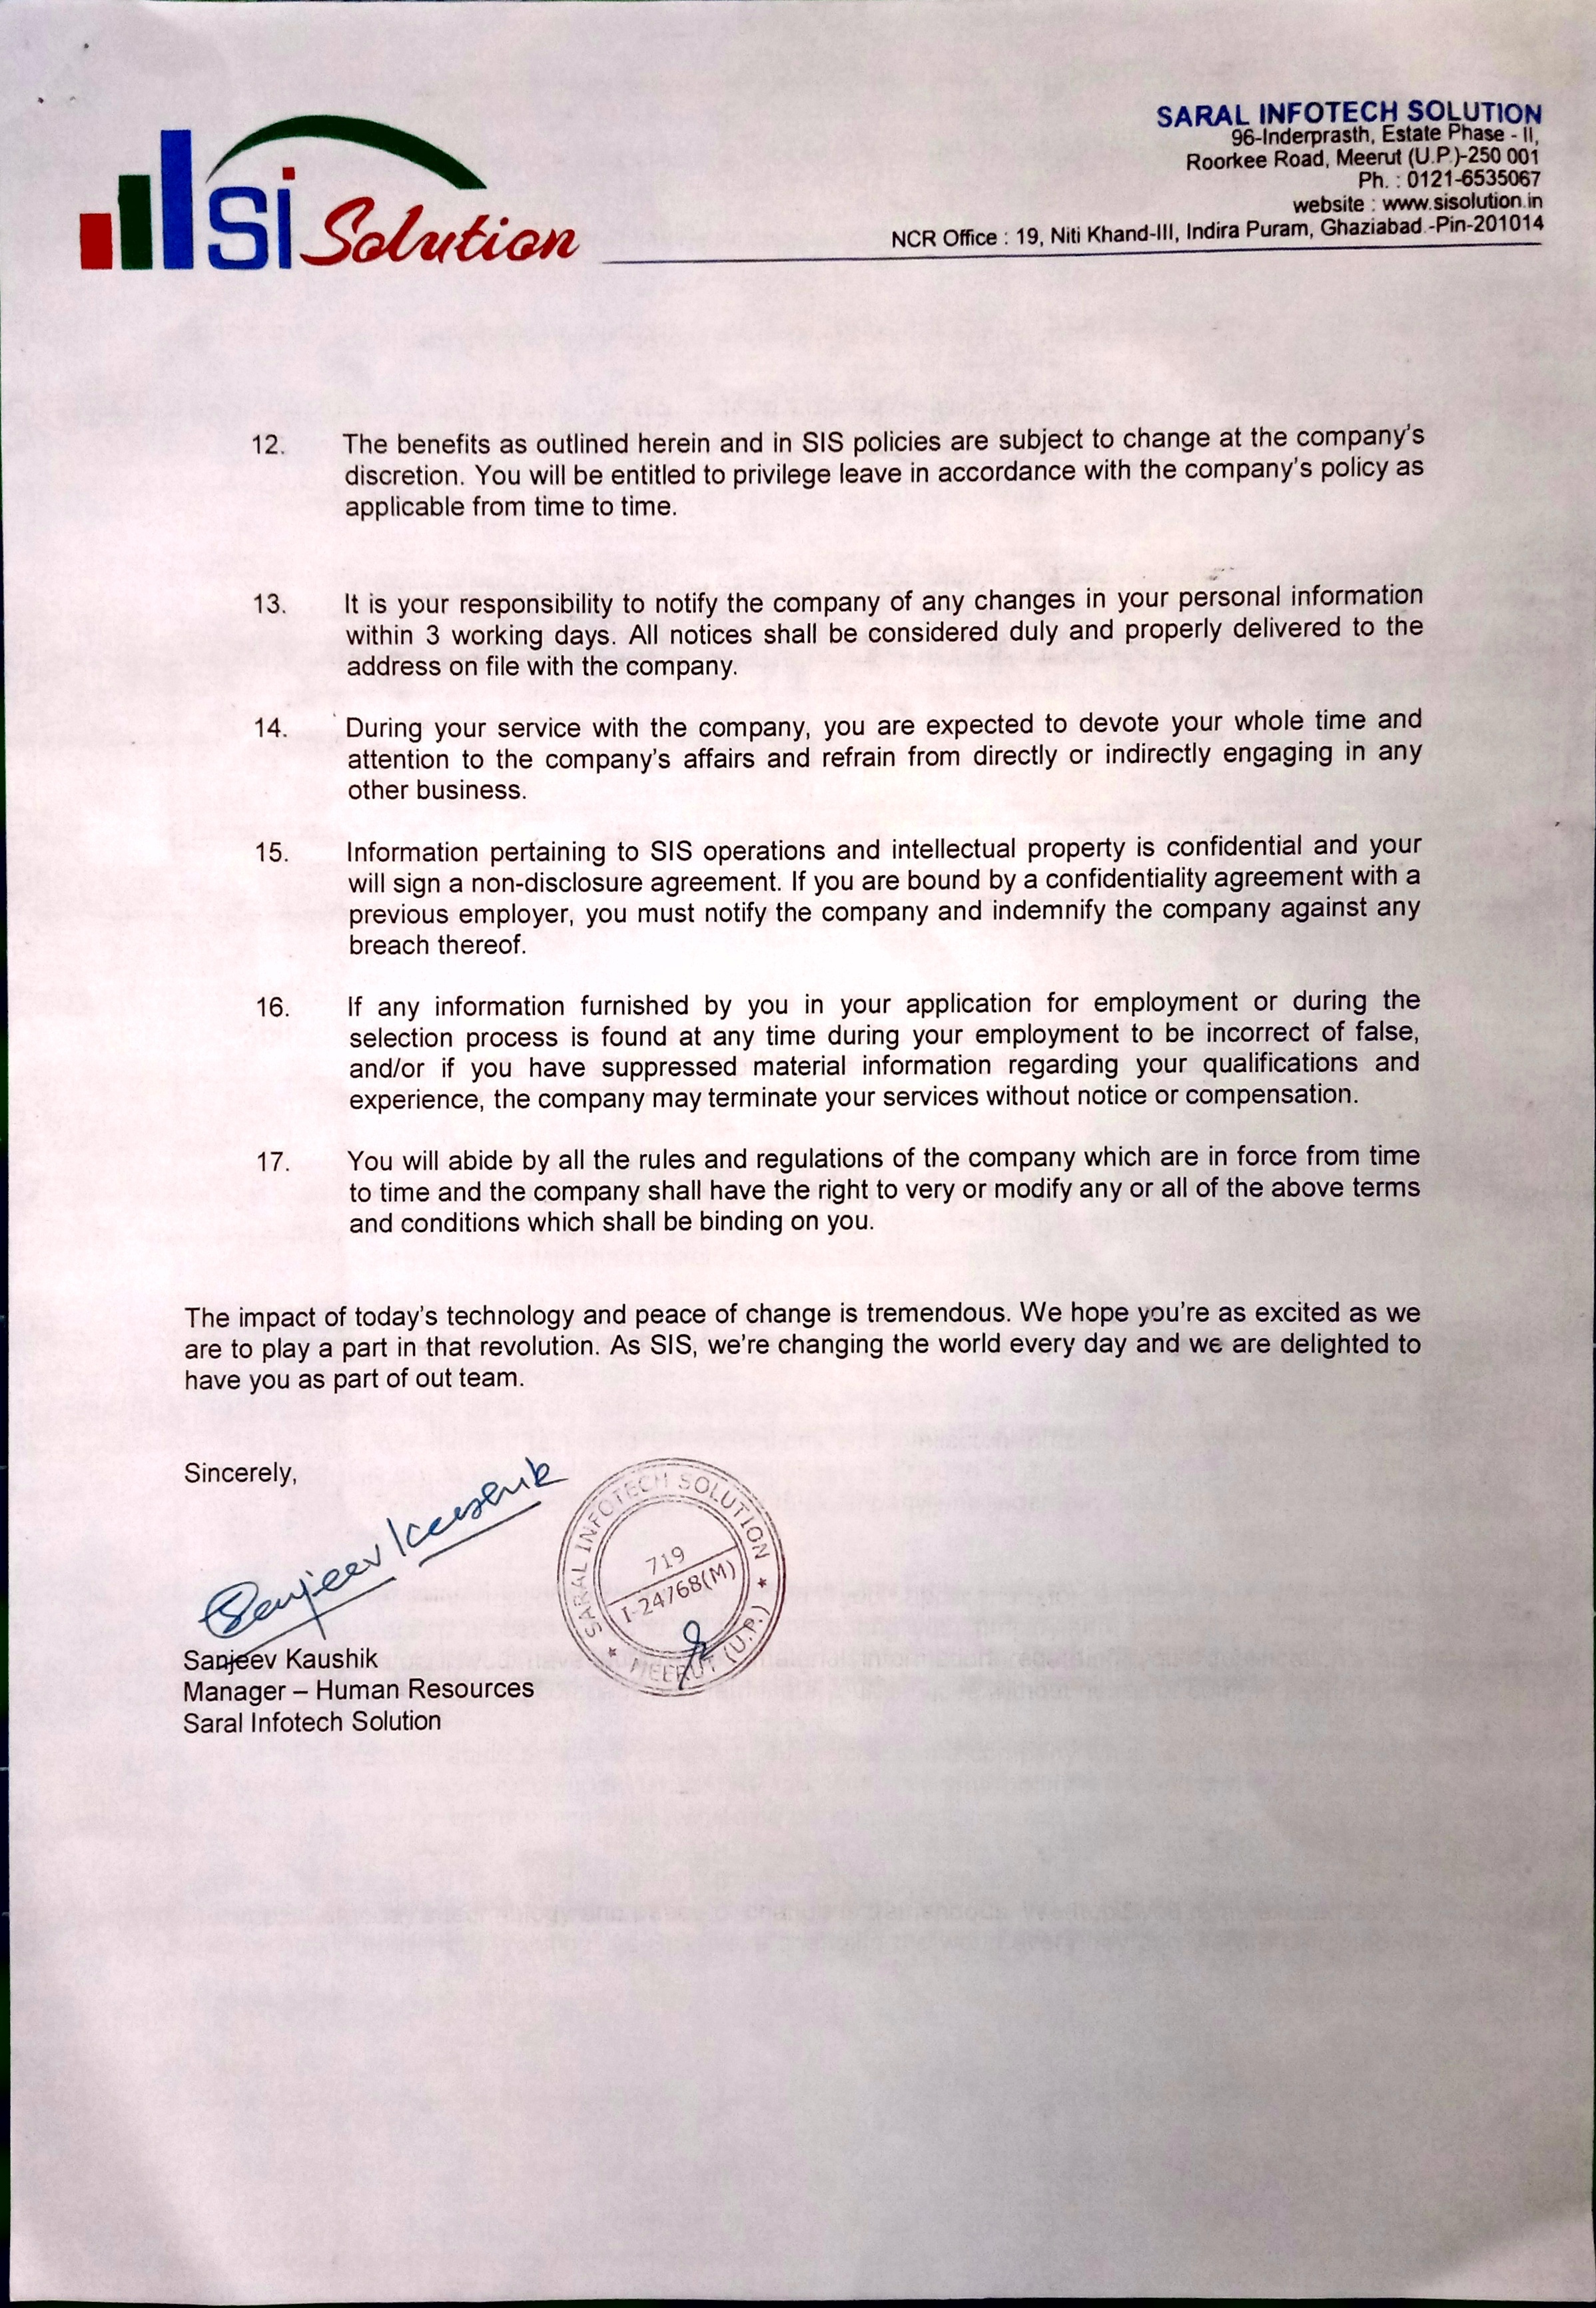 Si Solution
SARAL INFOTECH SOLUTION
96-Inderprasth, Estate Phase - II,
Roorkee Road, Meerut (U.P.)-250 001
Ph. : 0121-6535067
website : www.sisolution.in
NCR Office : 19, Niti Khand-III, Indira Puram, Ghaziabad.-Pin-201014
12. The benefits as outlined herein and in SIS policies are subject to change at the company's
discretion. You will be entitled to privilege leave in accordance with the company's policy as
applicable from time to time.
13. It is your responsibility to notify the company of any changes in your personal information
within 3 working days. All notices shall be considered duly and properly delivered to the
address on file with the company.
14. During your service with the company, you are expected to devote your whole time and
attention to the company's affairs and refrain from directly or indirectly engaging in any
other business.
15. Information pertaining to SIS operations and intellectual property is confidential and your
will sign a non-disclosure agreement. If you are bound by a confidentiality agreement with a
previous employer, you must notify the company and indemnify the company against any
breach thereof.
16. If any information furnished by you in your application for employment or during the
selection process is found at any time during your employment to be incorrect of false,
and/or if you have suppressed material information regarding your qualifications and
experience, the company may terminate your services without notice or compensation.
17. You will abide by all the rules and regulations of the company which are in force from time
to time and the company shall have the right to very or modify any or all of the above terms
and conditions which shall be binding on you.
The impact of today's technology and peace of change is tremendous. We hope you're as excited as we
are to play a part in that revolution. As SIS, we're changing the world every day and we are delighted to
have you as part of out team.
Sincerely,
Sanjeev Kaushik
SARAL INFOTECH SOLUTION
719
I-24768(M)
MEERUT (U.P.)
Sanjeev Kaushik
Manager – Human Resources
Saral Infotech Solution